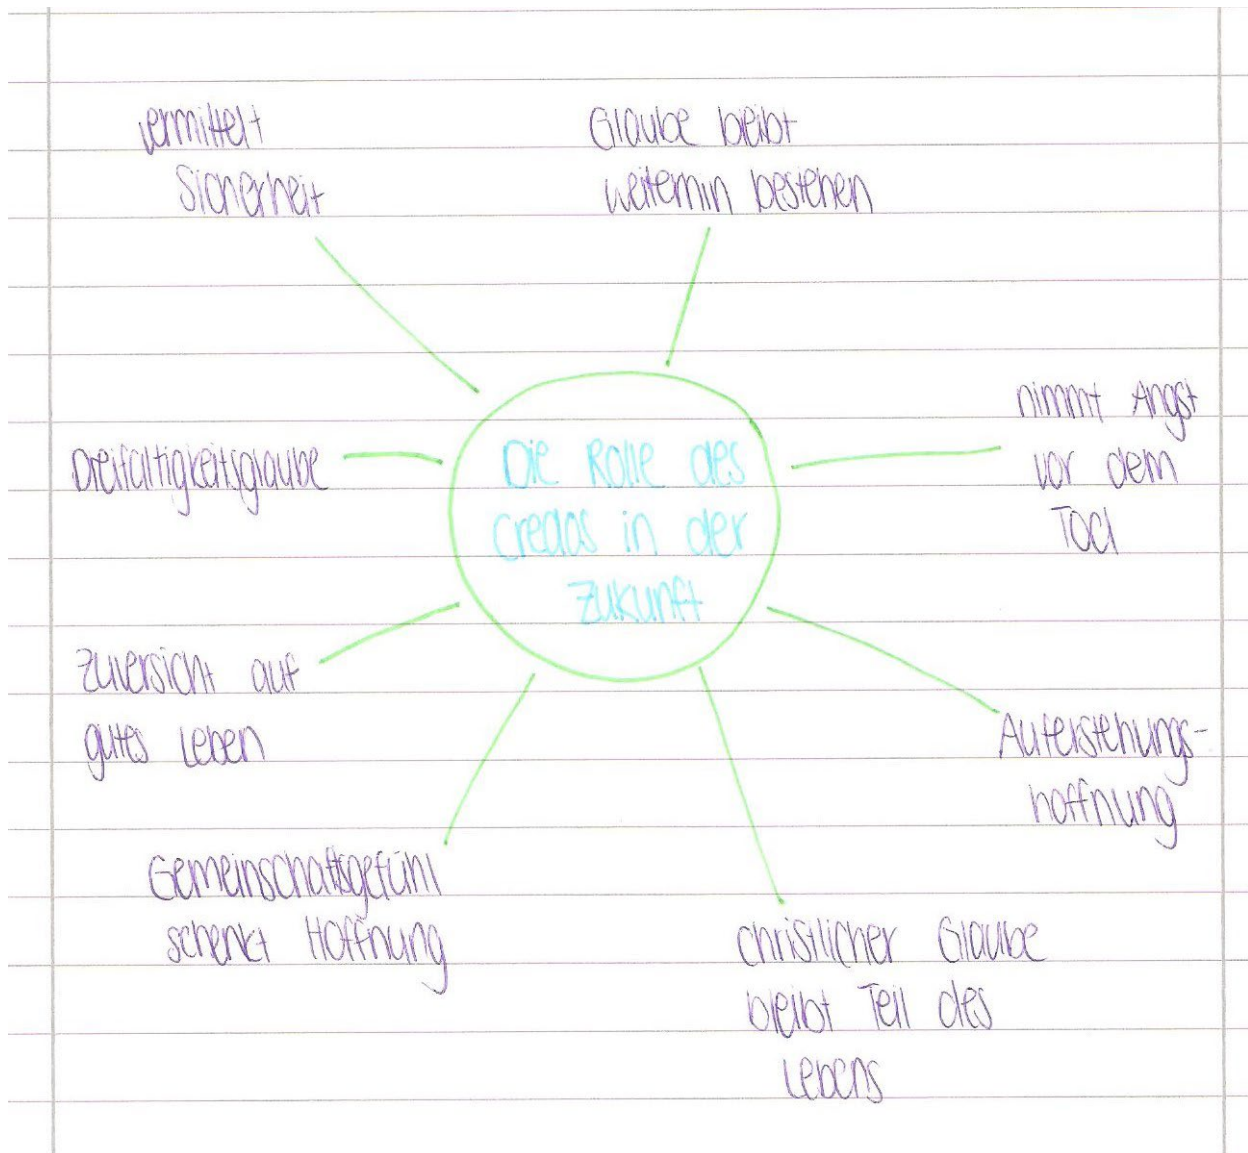 vermittelt
Sicherheit
Glaube bleibt
weiterhin bestehen
nimmt Angst
vor dem
Tod
Dreifaltigkeitsglaube
Die Rolle des
Credos in der
Zukunft
Zuversicht auf
gutes Leben
Auferstehungs-
hoffnung
Gemeinschaftsgefühl
schenkt Hoffnung
christlicher Glaube
bleibt Teil des
Lebens